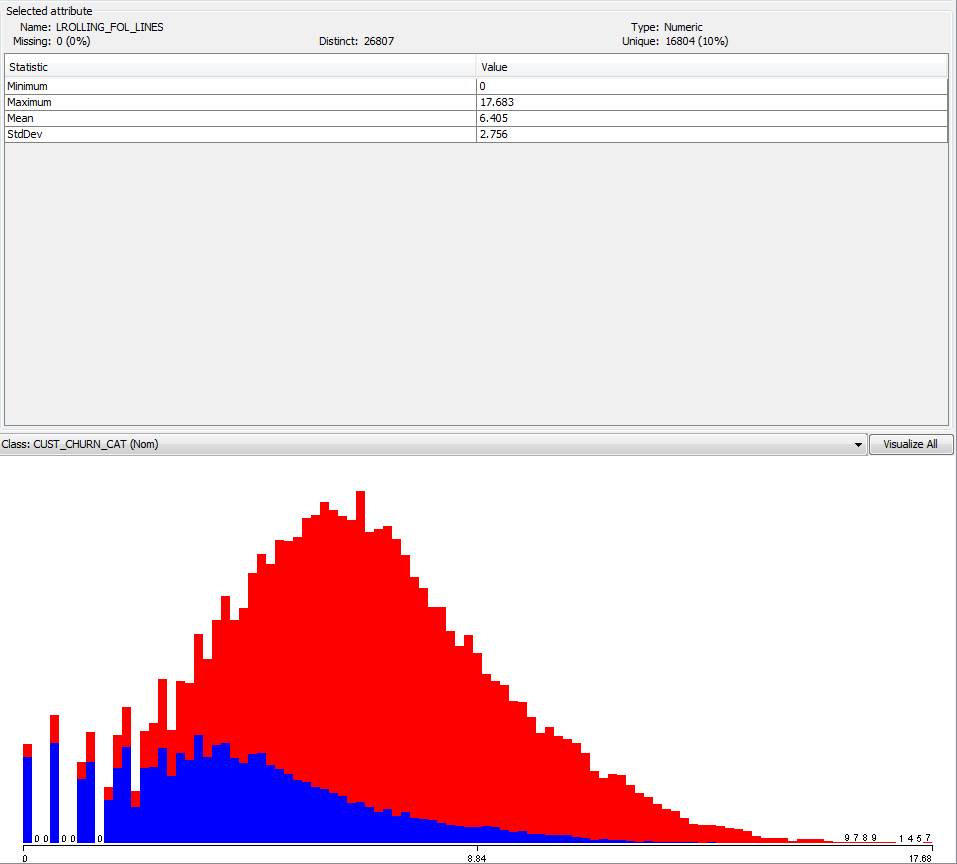 Selected attribute
Name: LROLLING_FOL_LINES Type: Numeric
Missing: 0 (0%) Distinct: 26807 Unique: 16804 (10%)
Statistic Value
Minimum 0
Maximum 17.683
Mean 6.405
StdDev 2.756
Class: CUST_CHURN_CAT (Nom) Visualize All
0 0 0 0 0 0 9 7 8 9 1 4 5 7
0 8.84 17.68